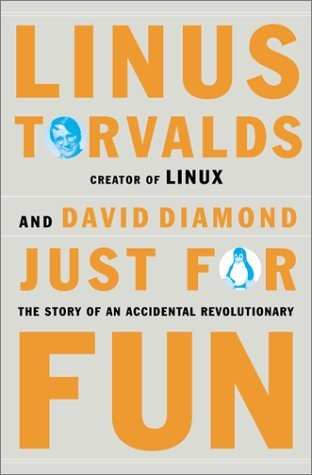 LINUS
TORVALDS
CREATOR OF LINUX
AND DAVID DIAMOND
JUST FOR
THE STORY OF AN ACCIDENTAL REVOLUTIONARY
FUN